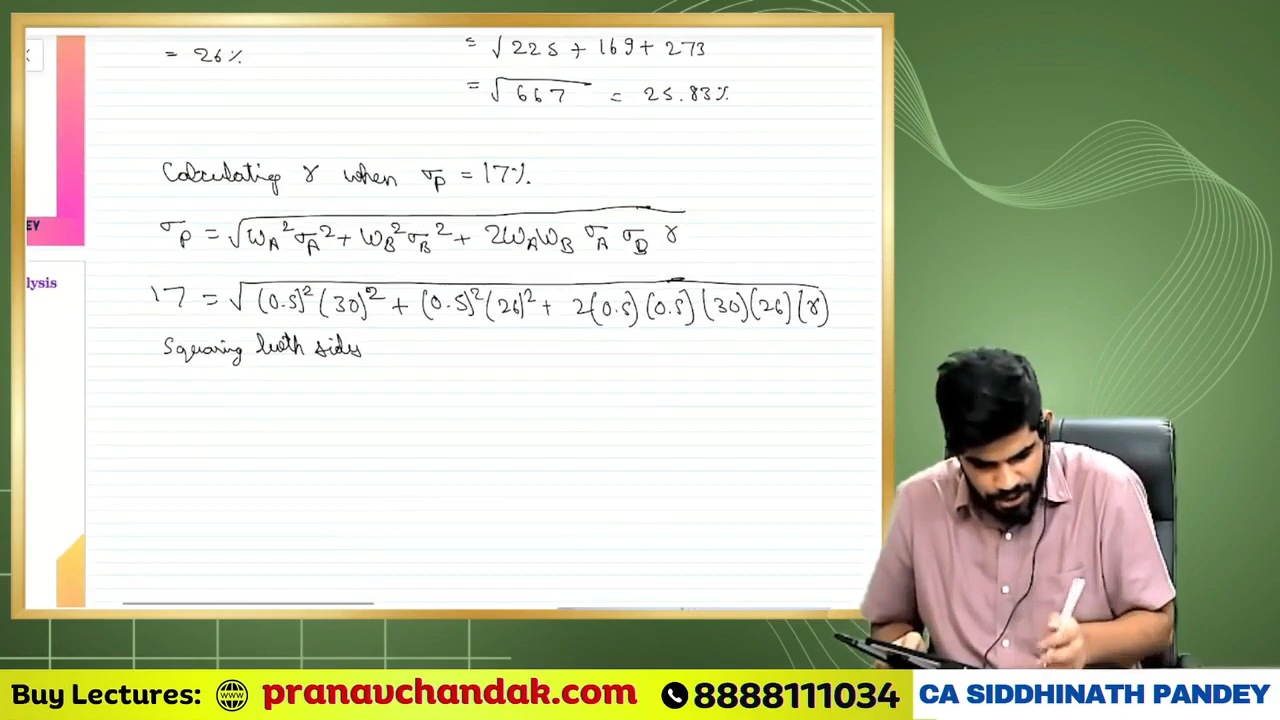 = 26%
= √225 + 169 + 273
= √667 = 25.83%
Calculating r when σp = 17%
σp = √wA²σA² + wB²σB² + 2wAwB σA σB r
17 = √(0.5)²(30)² + (0.5)²(26)² + 2(0.5)(0.5)(30)(26)(r)
Squaring both sides
EY
lysis
Buy Lectures: pranavchandak.com 8888111034 CA SIDDHINATH PANDEY